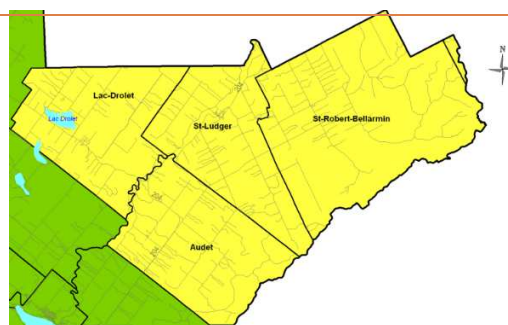 N
Lac-Drolet
Lac Drolet
St-Ludger
St-Robert-Bellarmin
Audet